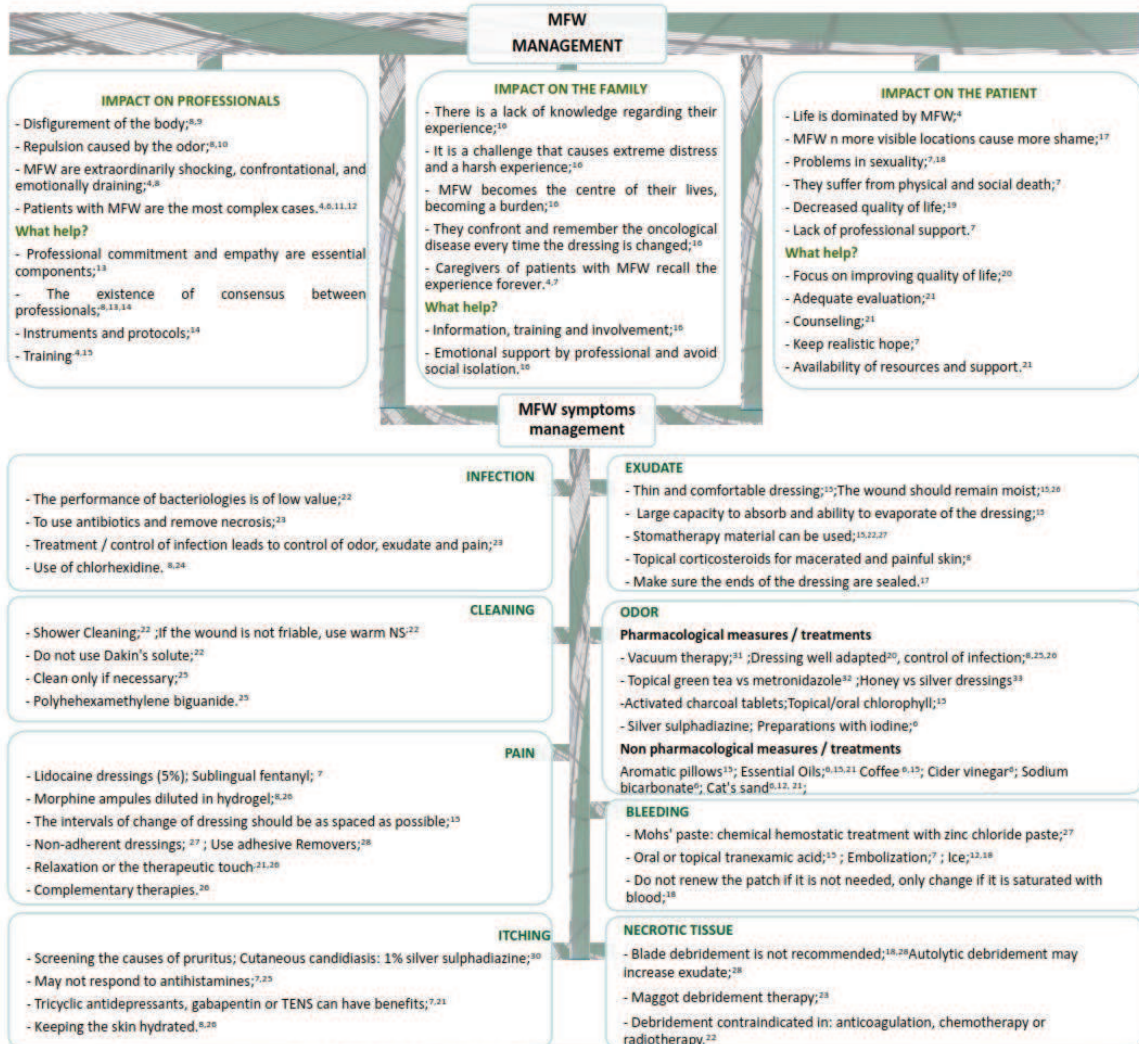 MFW
MANAGEMENT
IMPACT ON PROFESSIONALS
- Disfigurement of the body;8,9
- Repulsion caused by the odor;8,10
- MFW are extraordinarily shocking, confrontational, and
emotionally draining;4,8
- Patients with MFW are the most complex cases.4,6,11,12
What help?
- Professional commitment and empathy are essential
components;13
- The existence of consensus between
professionals;8,13,14
- Instruments and protocols;14
- Training.4,15
IMPACT ON THE FAMILY
- There is a lack of knowledge regarding their
experience;16
- It is a challenge that causes extreme distress
and a harsh experience;16
- MFW becomes the centre of their lives,
becoming a burden;16
- They confront and remember the oncological
disease every time the dressing is changed;16
- Caregivers of patients with MFW recall the
experience forever.4,7
What help?
- Information, training and involvement;16
- Emotional support by professional and avoid
social isolation.16
IMPACT ON THE PATIENT
- Life is dominated by MFW;4
- MFW n more visible locations cause more shame;17
- Problems in sexuality;7,18
- They suffer from physical and social death;7
- Decreased quality of life;19
- Lack of professional support.7
What help?
- Focus on improving quality of life;20
- Adequate evaluation;21
- Counseling;21
- Keep realistic hope;7
- Availability of resources and support.21
MFW symptoms
management
INFECTION
- The performance of bacteriologies is of low value;22
- To use antibiotics and remove necrosis;23
- Treatment / control of infection leads to control of odor, exudate and pain;23
- Use of chlorhexidine. 8,24
CLEANING
- Shower Cleaning;22 ;If the wound is not friable, use warm NS;22
- Do not use Dakin's solute;22
- Clean only if necessary;25
- Polyhehexamethylene biguanide.25
PAIN
- Lidocaine dressings (5%); Sublingual fentanyl; 7
- Morphine ampules diluted in hydrogel;8,26
- The intervals of change of dressing should be as spaced as possible;15
- Non-adherent dressings; 27 ; Use adhesive Removers;28
- Relaxation or the therapeutic touch;21,26
- Complementary therapies.26
ITCHING
- Screening the causes of pruritus; Cutaneous candidiasis: 1% silver sulphadiazine;30
- May not respond to antihistamines;7,25
- Tricyclic antidepressants, gabapentin or TENS can have benefits;7,21
- Keeping the skin hydrated.8,26
EXUDATE
- Thin and comfortable dressing;15;The wound should remain moist;15,26
- Large capacity to absorb and ability to evaporate of the dressing;15
- Stomatherapy material can be used;15,22,27
- Topical corticosteroids for macerated and painful skin;8
- Make sure the ends of the dressing are sealed.17
ODOR
Pharmacological measures / treatments
- Vacuum therapy;31 ;Dressing well adapted20, control of infection;8,25,26
- Topical green tea vs metronidazole32 ;Honey vs silver dressings33
-Activated charcoal tablets;Topical/oral chlorophyll;15
- Silver sulphadiazine; Preparations with iodine;6
Non pharmacological measures / treatments
Aromatic pillows15; Essential Oils;6,15,21 Coffee 6,15; Cider vinegar6; Sodium
bicarbonate6; Cat's sand6,12, 21;
BLEEDING
- Mohs' paste: chemical hemostatic treatment with zinc chloride paste;27
- Oral or topical tranexamic acid;15 ; Embolization;7 ; Ice;12,18
- Do not renew the patch if it is not needed, only change if it is saturated with
blood;18
NECROTIC TISSUE
- Blade debridement is not recommended;18,28Autolytic debridement may
increase exudate;28
- Maggot debridement therapy;23
- Debridement contraindicated in: anticoagulation, chemotherapy or
radiotherapy.22